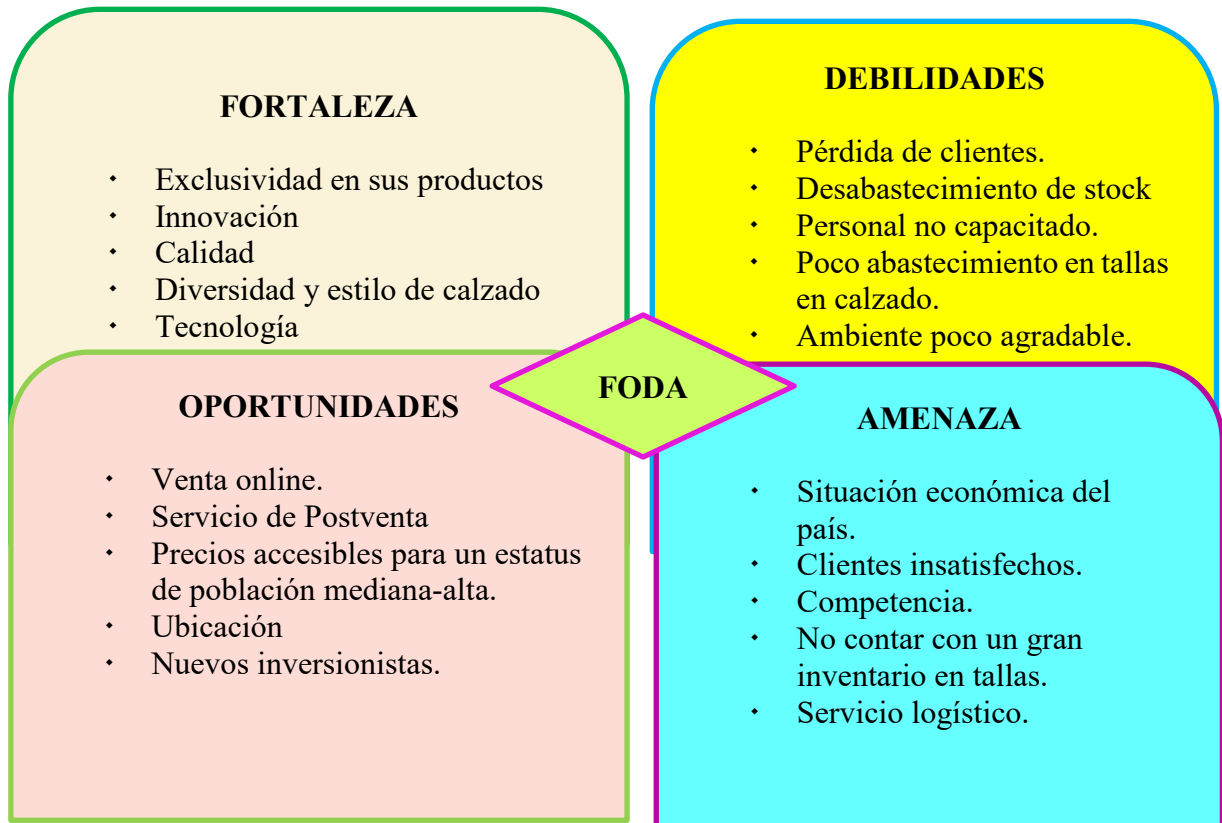 FORTALEZA
· Exclusividad en sus productos
· Innovación
· Calidad
· Diversidad y estilo de calzado
· Tecnología
DEBILIDADES
· Pérdida de clientes.
· Desabastecimiento de stock
· Personal no capacitado.
· Poco abastecimiento en tallas
en calzado.
· Ambiente poco agradable.
FODA
OPORTUNIDADES
· Venta online.
· Servicio de Postventa
· Precios accesibles para un estatus
de población mediana-alta.
· Ubicación
· Nuevos inversionistas.
AMENAZA
· Situación económica del
país.
· Clientes insatisfechos.
· Competencia.
· No contar con un gran
inventario en tallas.
· Servicio logístico.